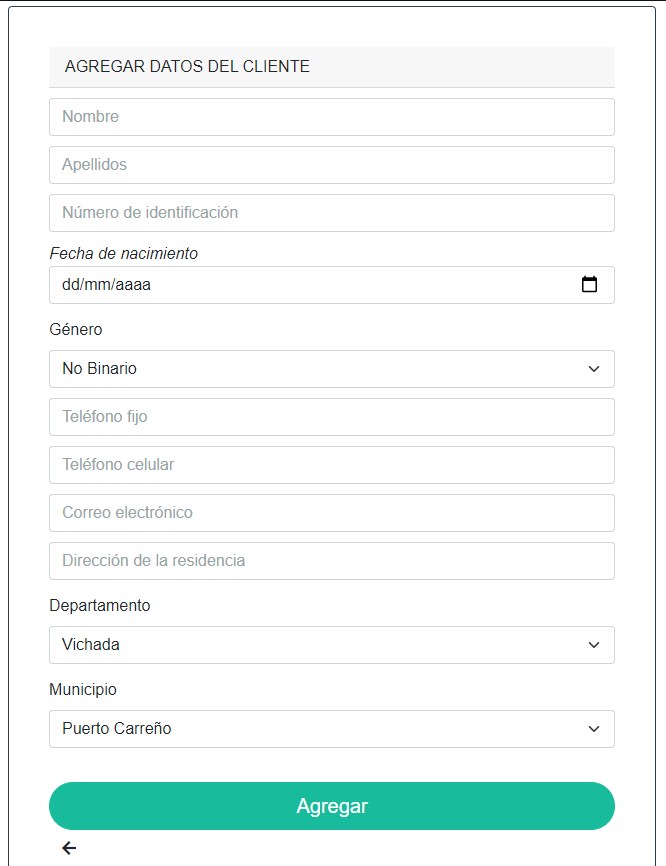 AGREGAR DATOS DEL CLIENTE
Nombre
Apellidos
Número de identificación
Fecha de nacimiento
dd/mm/aaaa
Género
No Binario
Teléfono fijo
Teléfono celular
Correo electrónico
Dirección de la residencia
Departamento
Vichada
Municipio
Puerto Carreño
Agregar